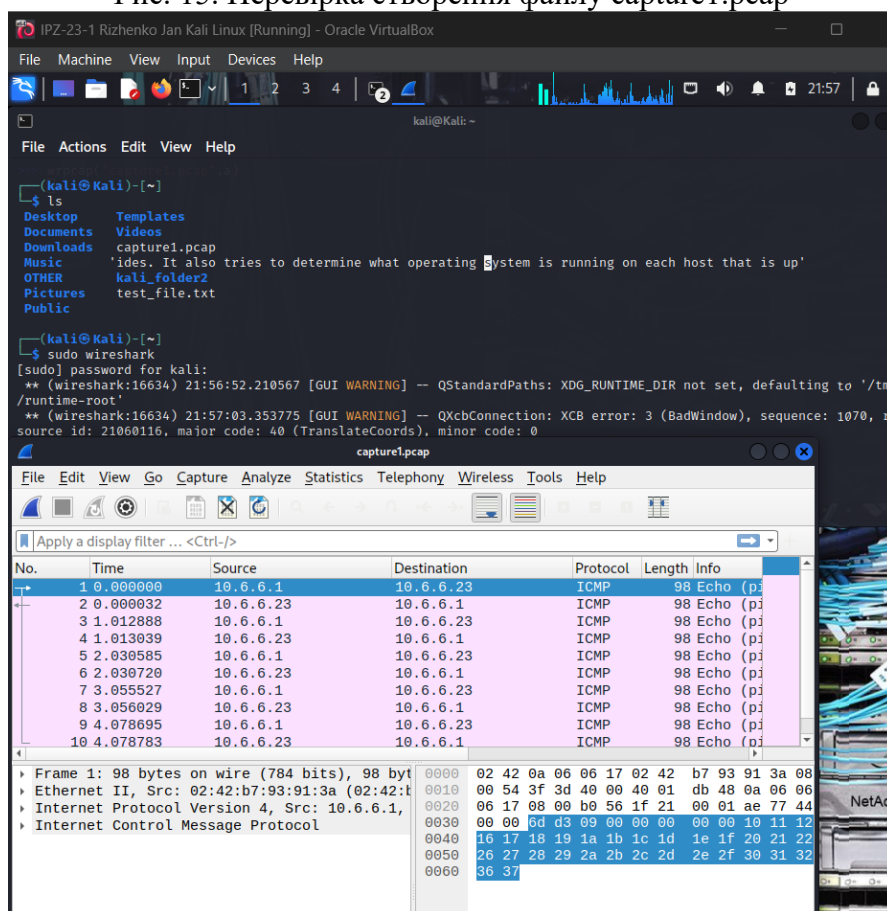 Рис. 15. Перевірка створення файлу capture1.pcap
IPZ-23-1 Rizhenko Jan Kali Linux [Running] - Oracle VirtualBox
File Machine View Input Devices Help
1 2 3 4 2 21:57
kali@Kali: ~
File Actions Edit View Help
(kali㉿Kali)-[~]
$ ls
Desktop Templates
Documents Videos
Downloads capture1.pcap
Music 'ides. It also tries to determine what operating system is running on each host that is up'
OTHER kali_folder2
Pictures test_file.txt
Public
(kali㉿Kali)-[~]
$ sudo wireshark
[sudo] password for kali:
** (wireshark:16634) 21:56:52.210567 [GUI WARNING] -- QStandardPaths: XDG_RUNTIME_DIR not set, defaulting to '/tm
/runtime-root'
** (wireshark:16634) 21:57:03.353775 [GUI WARNING] -- QXcbConnection: XCB error: 3 (BadWindow), sequence: 1070, r
source id: 21060116, major code: 40 (TranslateCoords), minor code: 0
capture1.pcap
File Edit View Go Capture Analyze Statistics Telephony Wireless Tools Help
Apply a display filter ... <Ctrl-/>
No. Time Source Destination Protocol Length Info
1 0.000000 10.6.6.1 10.6.6.23 ICMP 98 Echo (pi
2 0.000032 10.6.6.23 10.6.6.1 ICMP 98 Echo (pi
3 1.012888 10.6.6.1 10.6.6.23 ICMP 98 Echo (pi
4 1.013039 10.6.6.23 10.6.6.1 ICMP 98 Echo (pi
5 2.030585 10.6.6.1 10.6.6.23 ICMP 98 Echo (pi
6 2.030720 10.6.6.23 10.6.6.1 ICMP 98 Echo (pi
7 3.055527 10.6.6.1 10.6.6.23 ICMP 98 Echo (pi
8 3.056029 10.6.6.23 10.6.6.1 ICMP 98 Echo (pi
9 4.078695 10.6.6.1 10.6.6.23 ICMP 98 Echo (pi
10 4.078783 10.6.6.23 10.6.6.1 ICMP 98 Echo (pi
Frame 1: 98 bytes on wire (784 bits), 98 byt
Ethernet II, Src: 02:42:b7:93:91:3a (02:42:b
Internet Protocol Version 4, Src: 10.6.6.1,
Internet Control Message Protocol
0000 02 42 0a 06 06 17 02 42 b7 93 91 3a 08
0010 00 54 3f 3d 40 00 40 01 db 48 0a 06 06
0020 06 17 08 00 b0 56 1f 21 00 01 ae 77 44
0030 00 00 6d d3 09 00 00 00 00 00 10 11 12
0040 16 17 18 19 1a 1b 1c 1d 1e 1f 20 21 22
0050 26 27 28 29 2a 2b 2c 2d 2e 2f 30 31 32
0060 36 37
NetAc